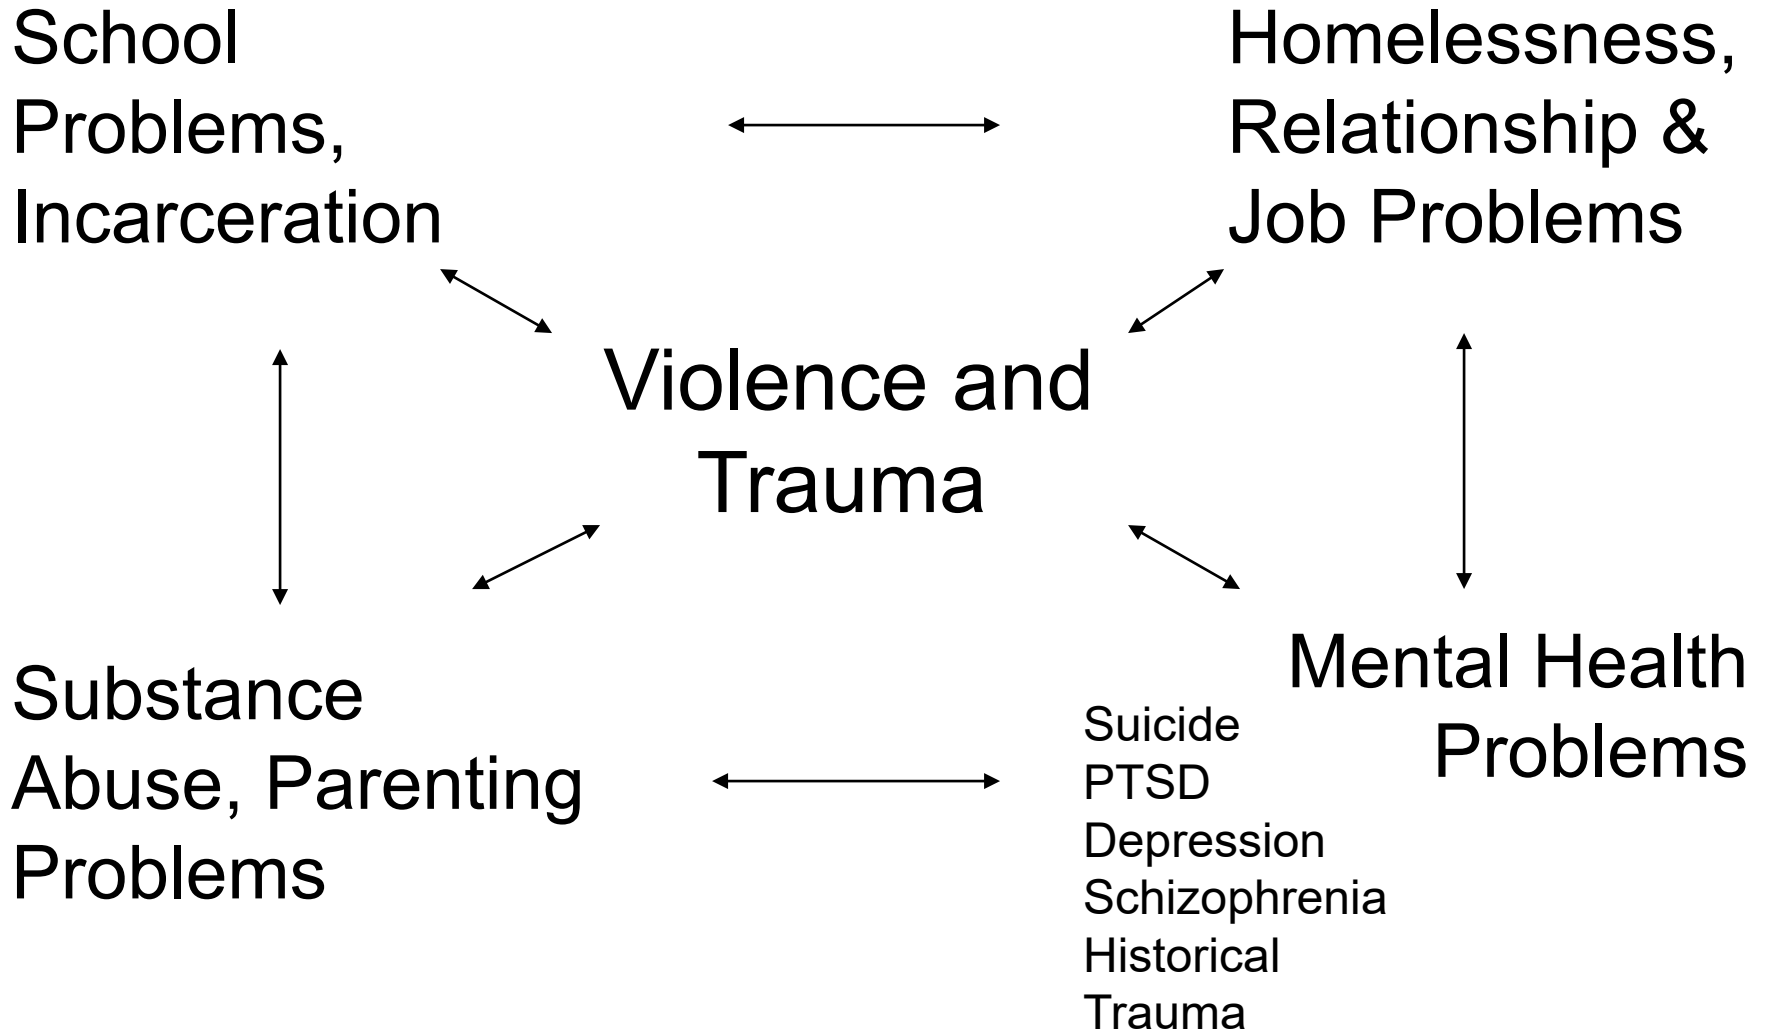 School
Problems,
Incarceration
Homelessness,
Relationship &
Job Problems
Violence and
Trauma
Substance
Abuse, Parenting
Problems
Mental Health
Problems
Suicide
PTSD
Depression
Schizophrenia
Historical
Trauma